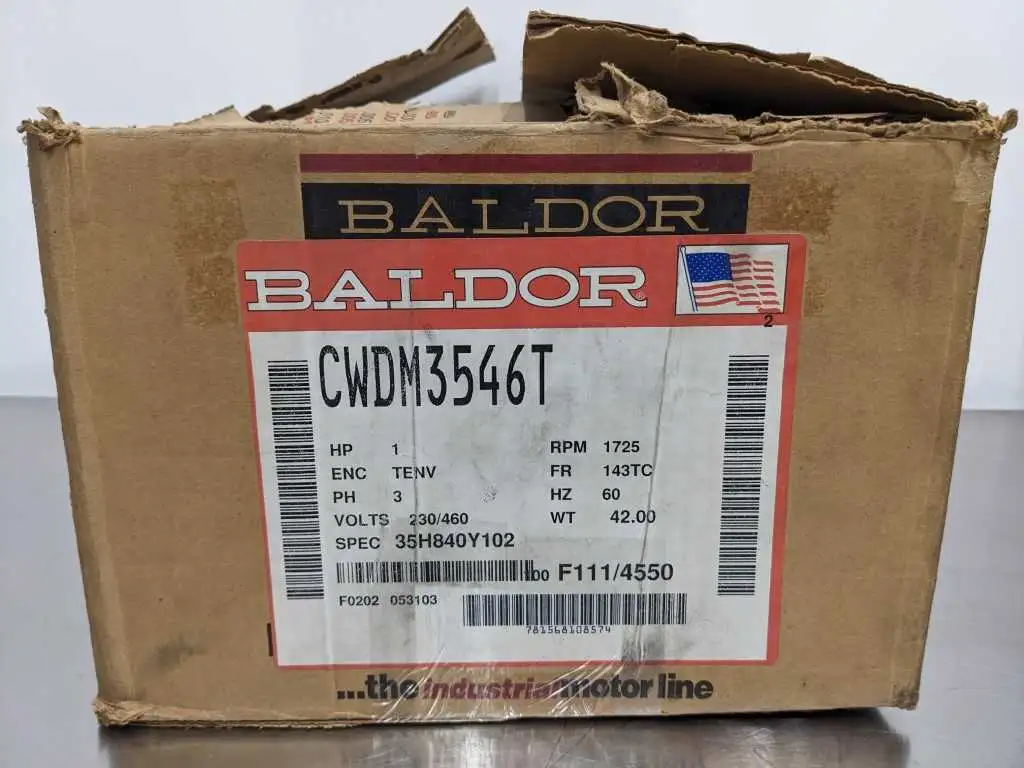 BALDOR
BALDOR
2
CWDM3546T
HP 1 RPM 1725
ENC TENV FR 143TC
PH 3 HZ 60
VOLTS 230/460 WT 42.00
SPEC 35H840Y102
100 F111/4550
F0202 053103
781568108574
...the industrial motor line